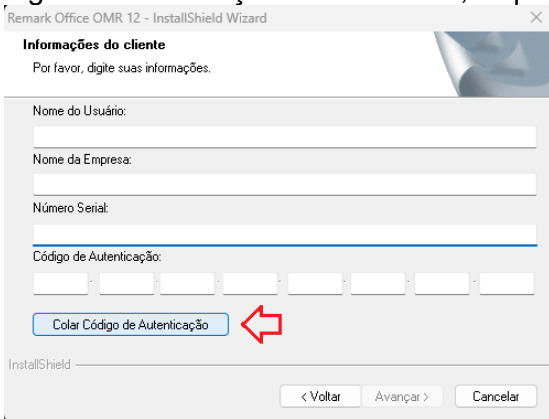 Remark Office OMR 12 - InstallShield Wizard
Informações do cliente
Por favor, digite suas informações.
Nome do Usuário:
Nome da Empresa:
Número Serial:
Código de Autenticação:
Colar Código de Autenticação
InstallShield
< Voltar Avançar > Cancelar